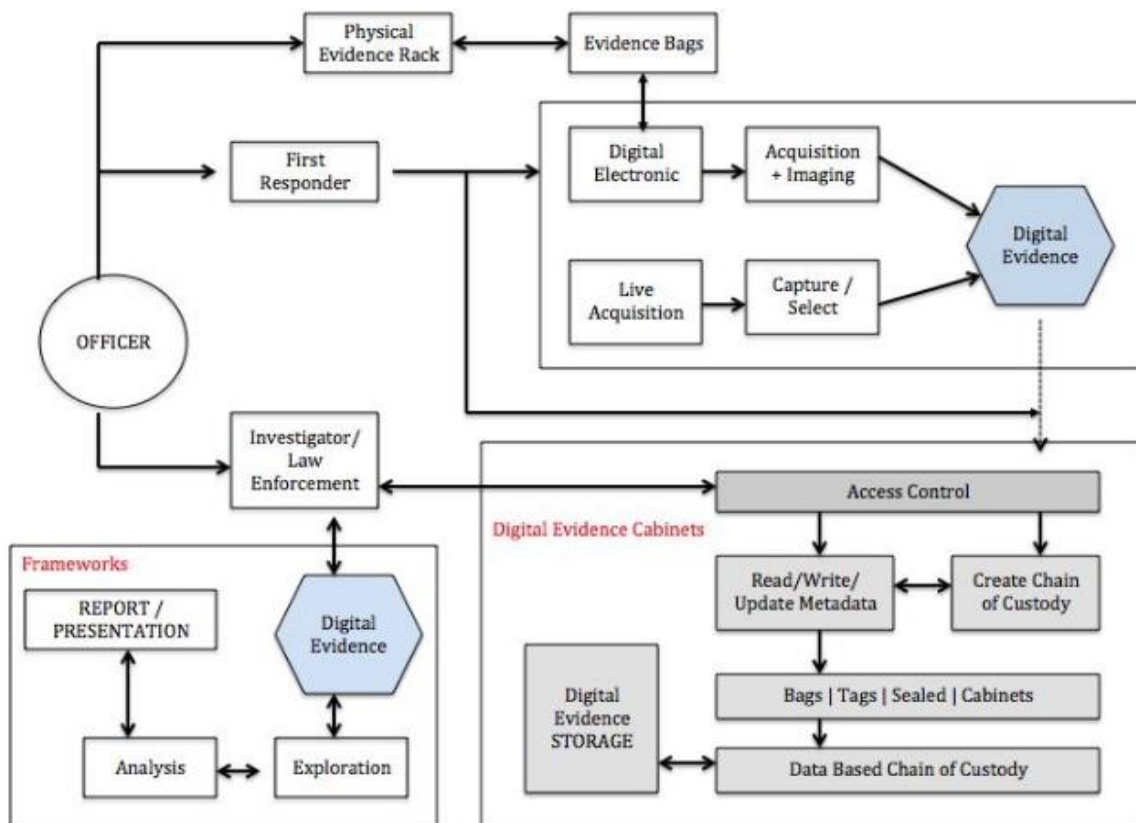 Physical
Evidence Rack
Evidence Bags
First
Responder
Digital
Electronic
Acquisition
+ Imaging
Digital
Evidence
Live
Acquisition
Capture /
Select
OFFICER
Investigator/
Law
Enforcement
Access Control
Digital Evidence Cabinets
Frameworks
REPORT /
PRESENTATION
Digital
Evidence
Read/Write/
Update Metadata
Create Chain
of Custody
Digital
Evidence
STORAGE
Bags | Tags | Sealed | Cabinets
Analysis
Exploration
Data Based Chain of Custody